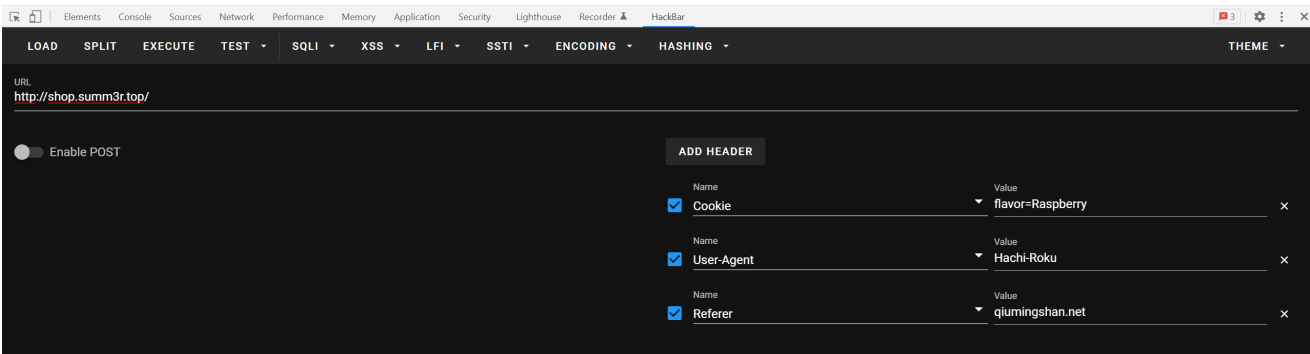 Elements Console Sources Network Performance Memory Application Security Lighthouse Recorder HackBar 3
LOAD SPLIT EXECUTE TEST SQLI XSS LFI SSTI ENCODING HASHING THEME
URL
http://shop.summ3r.top/
Enable POST
ADD HEADER
Name Value
Cookie flavor=Raspberry
Name Value
User-Agent Hachi-Roku
Name Value
Referer qiumingshan.net